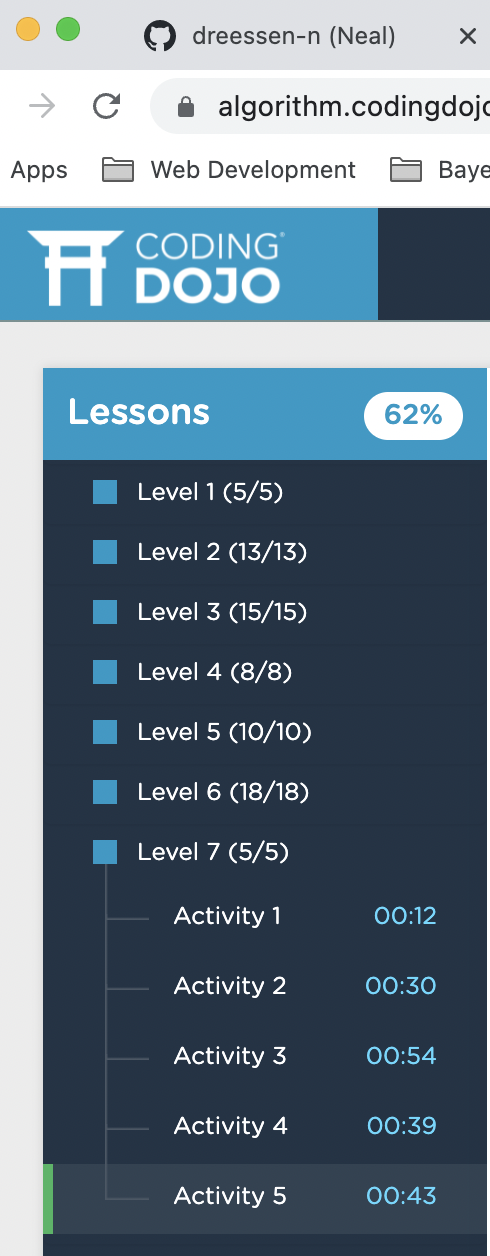 dreessen-n (Neal)
algorithm.codingdojo
Apps Web Development Baye
CODING®
DOJO
Lessons 62%
Level 1 (5/5)
Level 2 (13/13)
Level 3 (15/15)
Level 4 (8/8)
Level 5 (10/10)
Level 6 (18/18)
Level 7 (5/5)
Activity 1 00:12
Activity 2 00:30
Activity 3 00:54
Activity 4 00:39
Activity 5 00:43